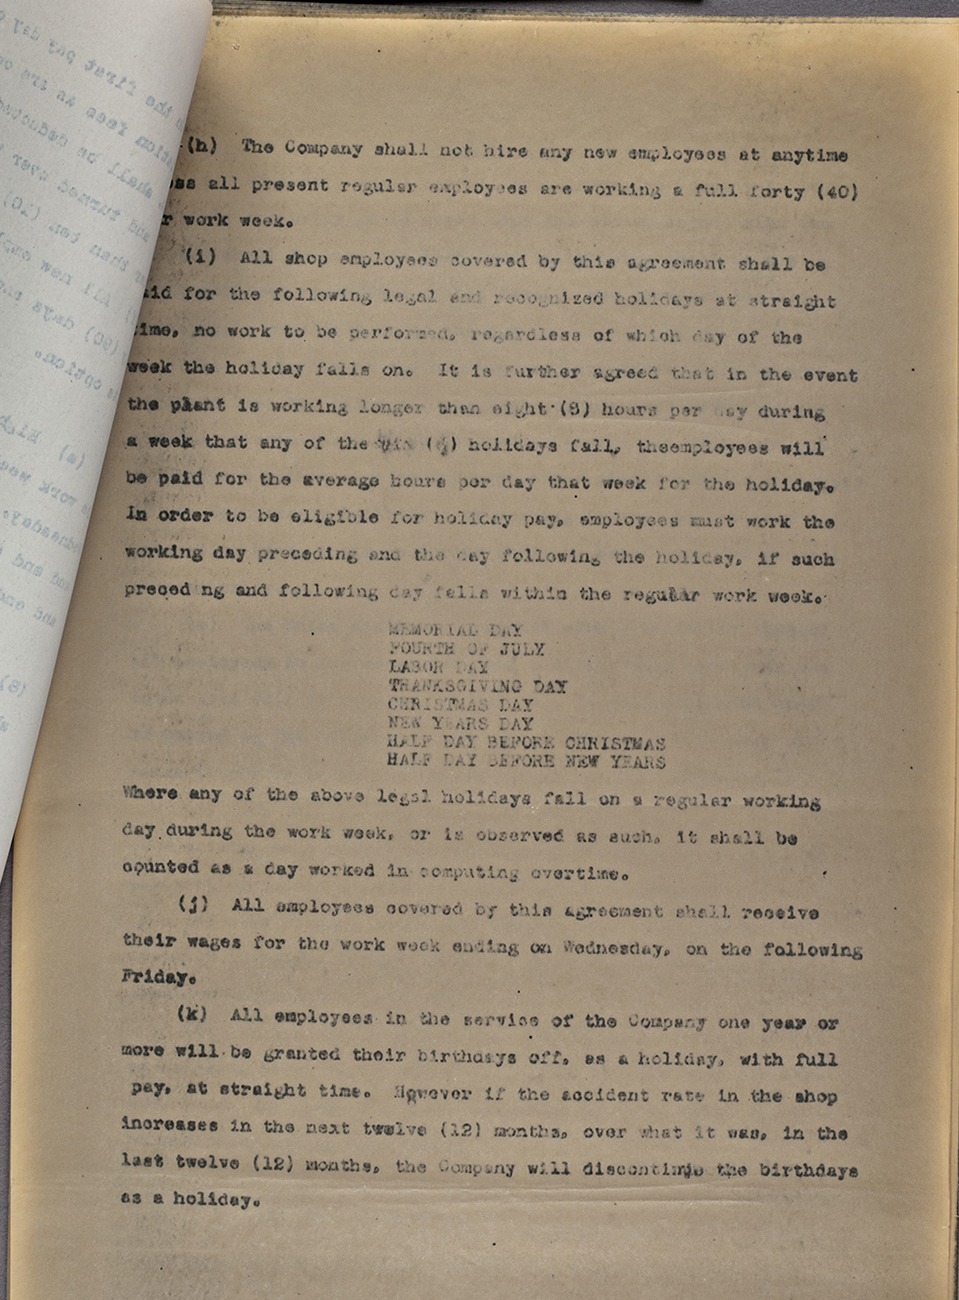 (h) The Company shall not hire any new employees at anytime
ess all present regular employees are working a full forty (40)
r work week.
(i) All shop employees covered by this agreement shall be
id for the following legal and recognized holidays at straight
ime, no work to be performed, regardless of which day of the
week the holiday falls on. It is further agreed that in the event
the plant is working longer than eight (8) hours per day during
a week that any of the holidays fall, theemployees will
be paid for the average hours per day that week for the holiday.
In order to be eligible for holiday pay, employees must work the
working day preceding and the day following the holiday, if such
preced ng and following day falls within the regular work week.
MEMORIAL DAY
FOURTH OF JULY
LABOR DAY
THANKSGIVING DAY
CHRISTMAS DAY
NEW YEARS DAY
HALF DAY BEFORE CHRISTMAS
HALF DAY BEFORE NEW YEARS
Where any of the above legal holidays fall on a regular working
day during the work week, or is observed as such, it shall be
counted as a day worked in computing overtime.
(j) All employees covered by this agreement shall receive
their wages for the work week ending on Wednesday, on the following
Friday.
(k) All employees in the service of the Company one year or
more will be granted their birthdays off, as a holiday, with full
pay, at straight time. However if the accident rate in the shop
increases in the next twelve (12) months, over what it was, in the
last twelve (12) months, the Company will discontinue the birthdays
as a holiday.